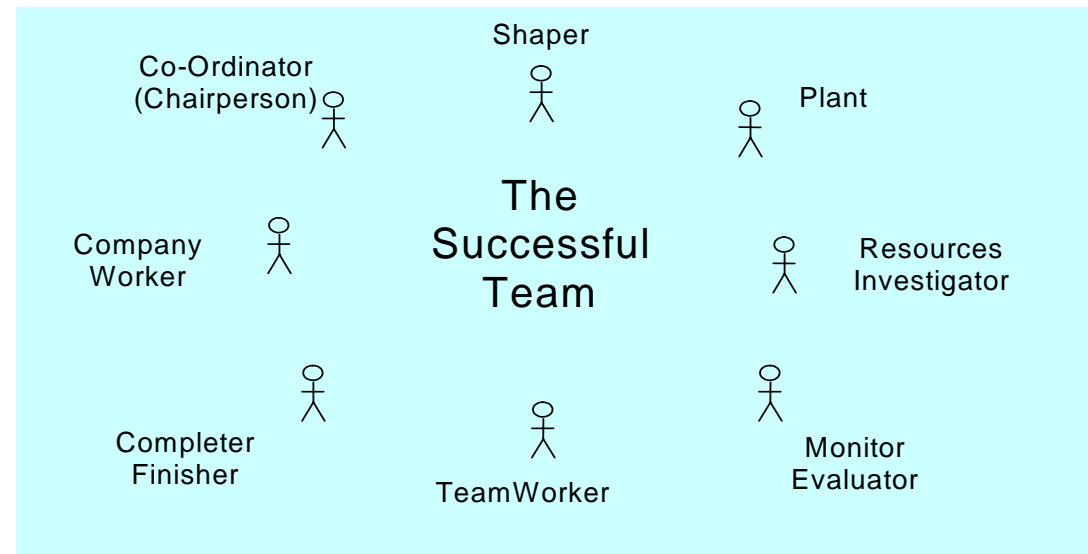 Shaper
Co-Ordinator
(Chairperson)
Plant
The
Successful
Team
Company
Worker
Resources
Investigator
Completer
Finisher
TeamWorker
Monitor
Evaluator